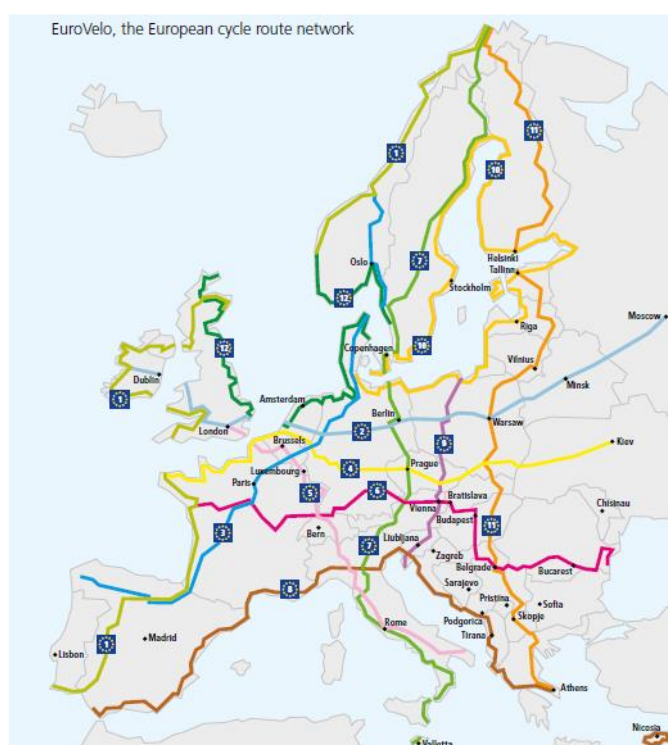 EuroVelo, the European cycle route network
11
1
10
Oslo
Helsinki
Tallinn
7
12
Stockholm
Moscow
Riga
10
12
Copenhagen
Vilnius
Dublin
Minsk
1
Amsterdam
Berlin
London
2
Warsaw
9
Brussels
Kiev
4
Prague
Luxembourg
Paris
5
6
Bratislava
Chisinau
Vienna
Budapest
3
11
Bern
7
Ljubljana
Zagreb
Belgrade
Bucarest
8
Sarajevo
Pristina
Sofia
Podgorica
Skopje
Rome
Tirana
Madrid
1
Lisbon
Athens
Nicosia
Valletta